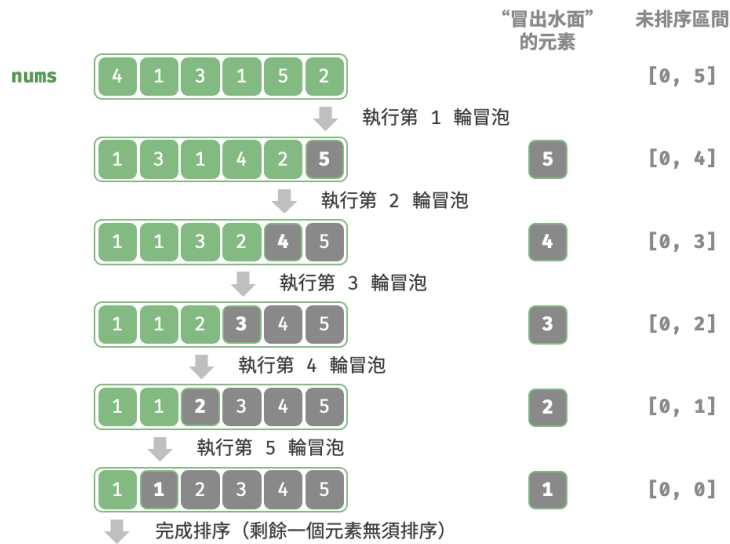 “冒出水面” 未排序區間
的元素
nums 4 1 3 1 5 2 [0, 5]
執行第 1 輪冒泡
1 3 1 4 2 5 5 [0, 4]
執行第 2 輪冒泡
1 1 3 2 4 5 4 [0, 3]
執行第 3 輪冒泡
1 1 2 3 4 5 3 [0, 2]
執行第 4 輪冒泡
1 1 2 3 4 5 2 [0, 1]
執行第 5 輪冒泡
1 1 2 3 4 5 1 [0, 0]
完成排序（剩餘一個元素無須排序）